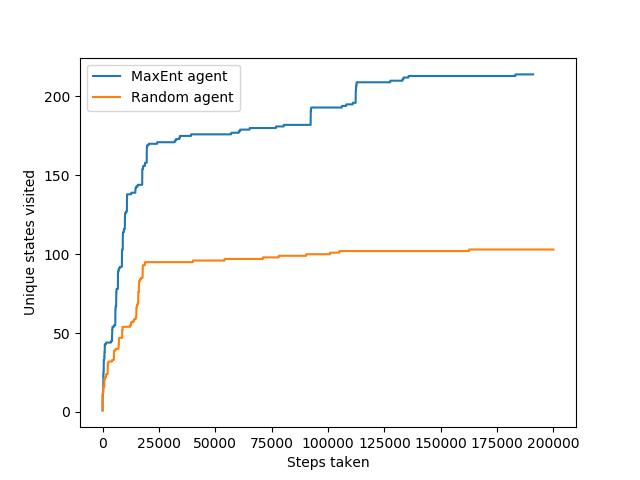 MaxEnt agent
Random agent
Unique states visited
200
150
100
50
0
0 25000 50000 75000 100000 125000 150000 175000 200000
Steps taken